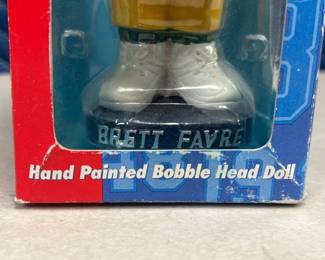 BRETT FAVRE
Hand Painted Bobble Head Doll